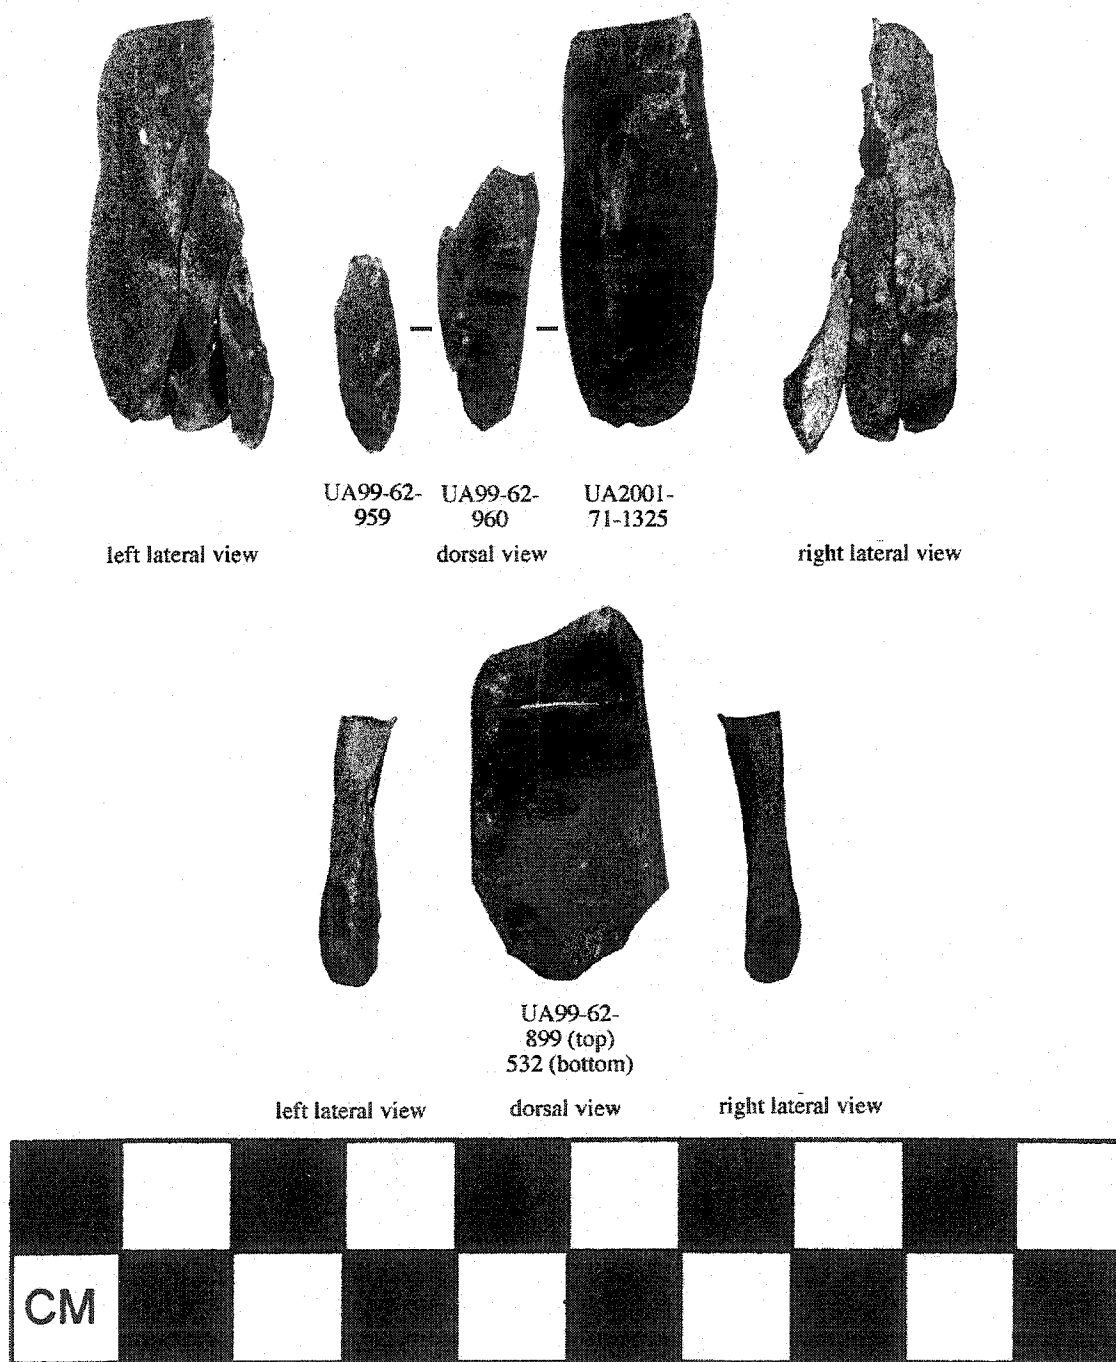 UA99-62-
959
UA99-62-
960
UA2001-
71-1325
left lateral view
dorsal view
right lateral view
UA99-62-
899 (top)
532 (bottom)
left lateral view
dorsal view
right lateral view
CM